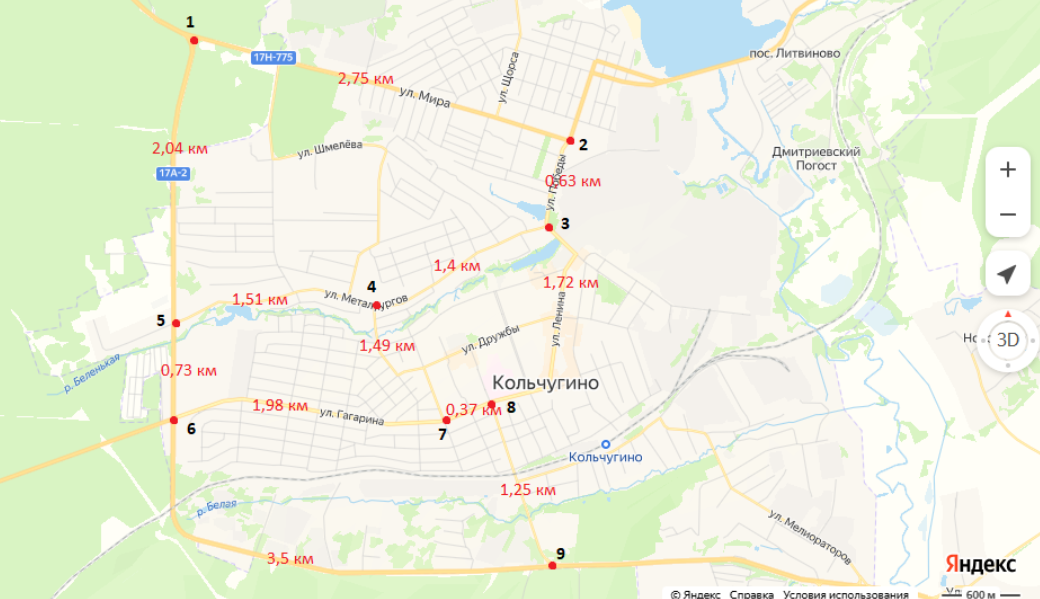 1
17Н-775
2,75 км
ул. Мира
ул. Щорса
пос. Литвиново
2
2,04 км
ул. Шмелёва
17А-2
Дмитриевский
Погост
0,63 км
ул. Победы
3
1,4 км
4
1,72 км
1,51 км
ул. Металлургов
5
1,49 км
ул. Дружбы
ул. Ленина
3D
р. Беленькая
0,73 км
Кольчугино
1,98 км
ул. Гагарина
0,37 км
8
6
7
Кольчугино
1,25 км
р. Белая
ул. Мелиораторов
9
3,5 км
Яндекс
© Яндекс Справка Условия использования
600 м